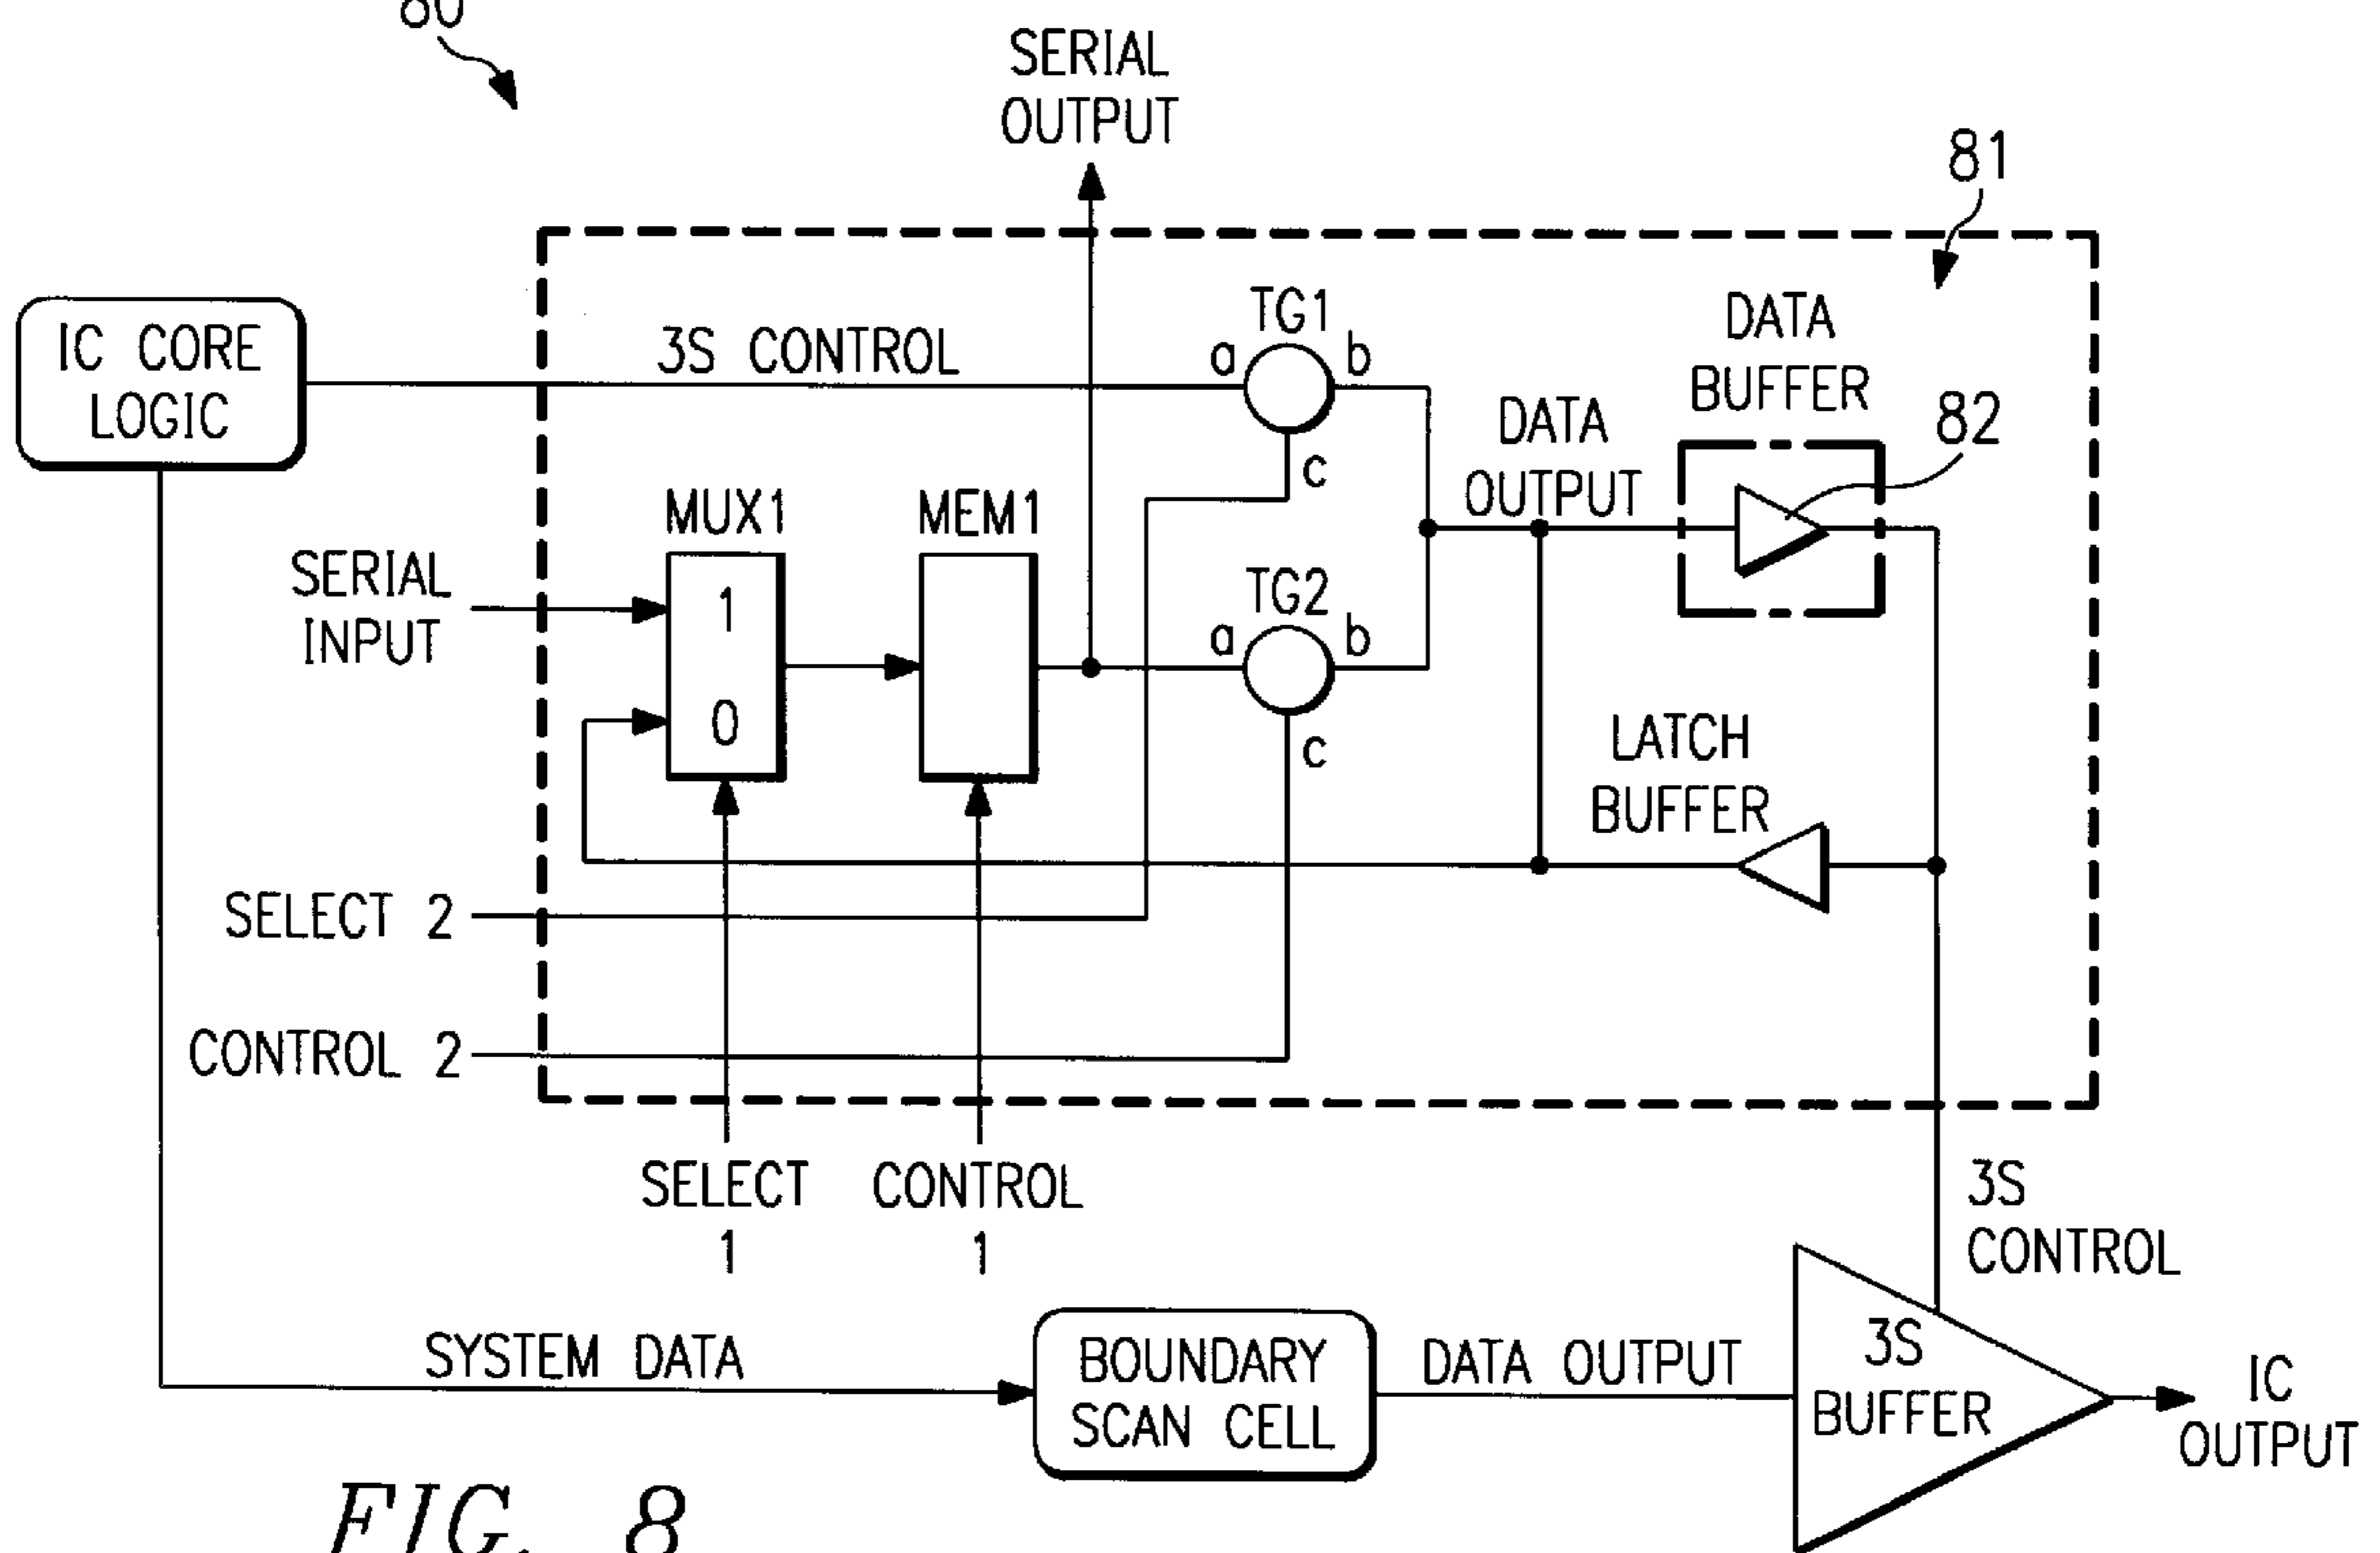 80
SERIAL
OUTPUT
81
IC CORE
LOGIC
3S CONTROL
TG1
a
b
c
DATA
BUFFER
82
DATA
OUTPUT
MUX1
MEM1
SERIAL
INPUT
1
0
TG2
a
b
c
LATCH
BUFFER
SELECT 2
CONTROL 2
SELECT
1
CONTROL
1
3S
CONTROL
SYSTEM DATA
BOUNDARY
SCAN CELL
DATA OUTPUT
3S
BUFFER
IC
OUTPUT
FIG. 8